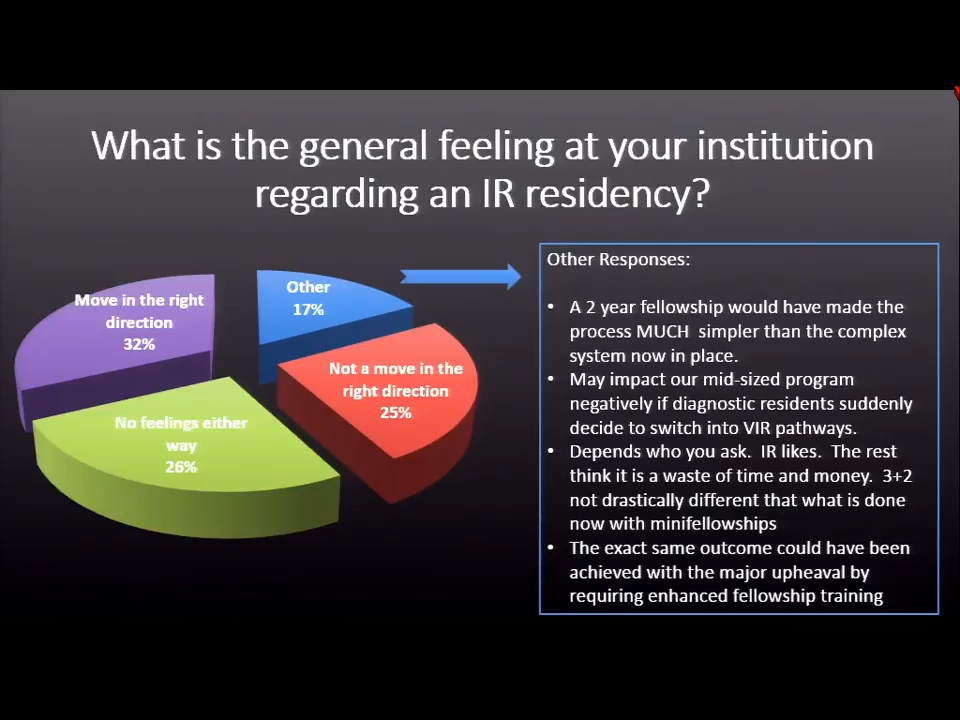 What is the general feeling at your institution
regarding an IR residency?
Move in the right
direction
32%
Other
17%
Not a move in the
right direction
25%
No feelings either
way
26%
Other Responses:
• A 2 year fellowship would have made the
process MUCH simpler than the complex
system now in place.
• May impact our mid-sized program
negatively if diagnostic residents suddenly
decide to switch into VIR pathways.
• Depends who you ask. IR likes. The rest
think it is a waste of time and money. 3+2
not drastically different that what is done
now with minifellowships
• The exact same outcome could have been
achieved with the major upheaval by
requiring enhanced fellowship training